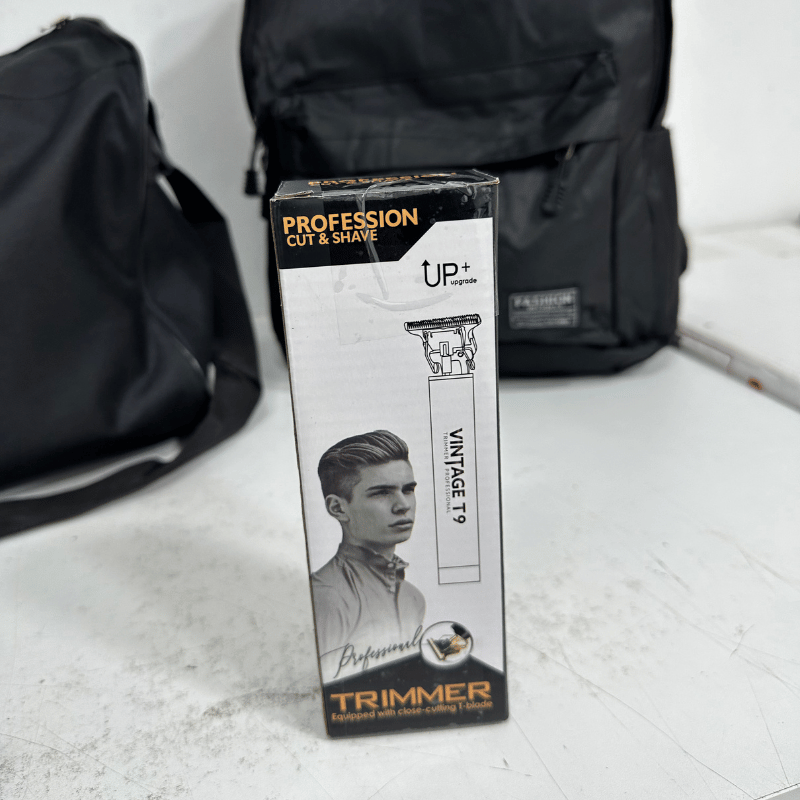 PROFESSION
CUT & SHAVE
UP+
upgrade
VINTAGE T9
TRIMMER PROFESSIONAL
Professional
TRIMMER
Equipped with close-cutting T-blade
FASHION